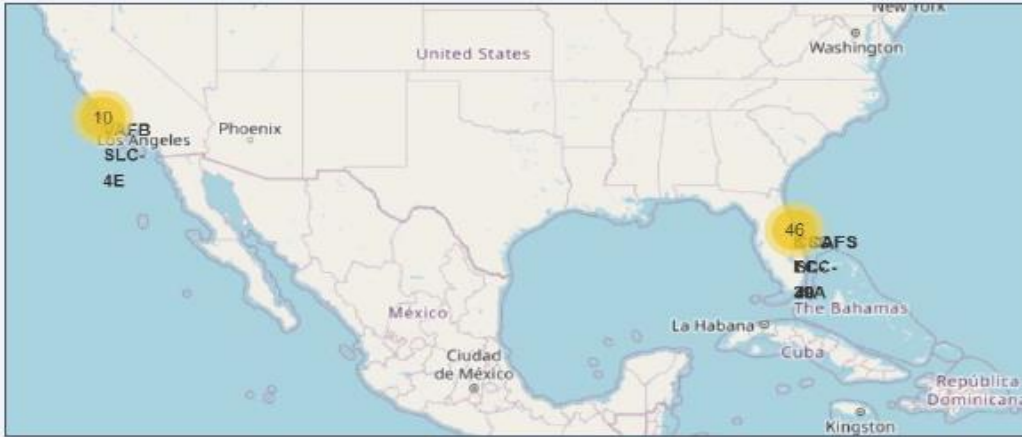 New York
Washington
United States
10
VAFB
Los Angeles
SLC-
4E
Phoenix
46
The Bahamas
La Habana
México
Cuba
Ciudad
de México
República
Dominicana
Kingston